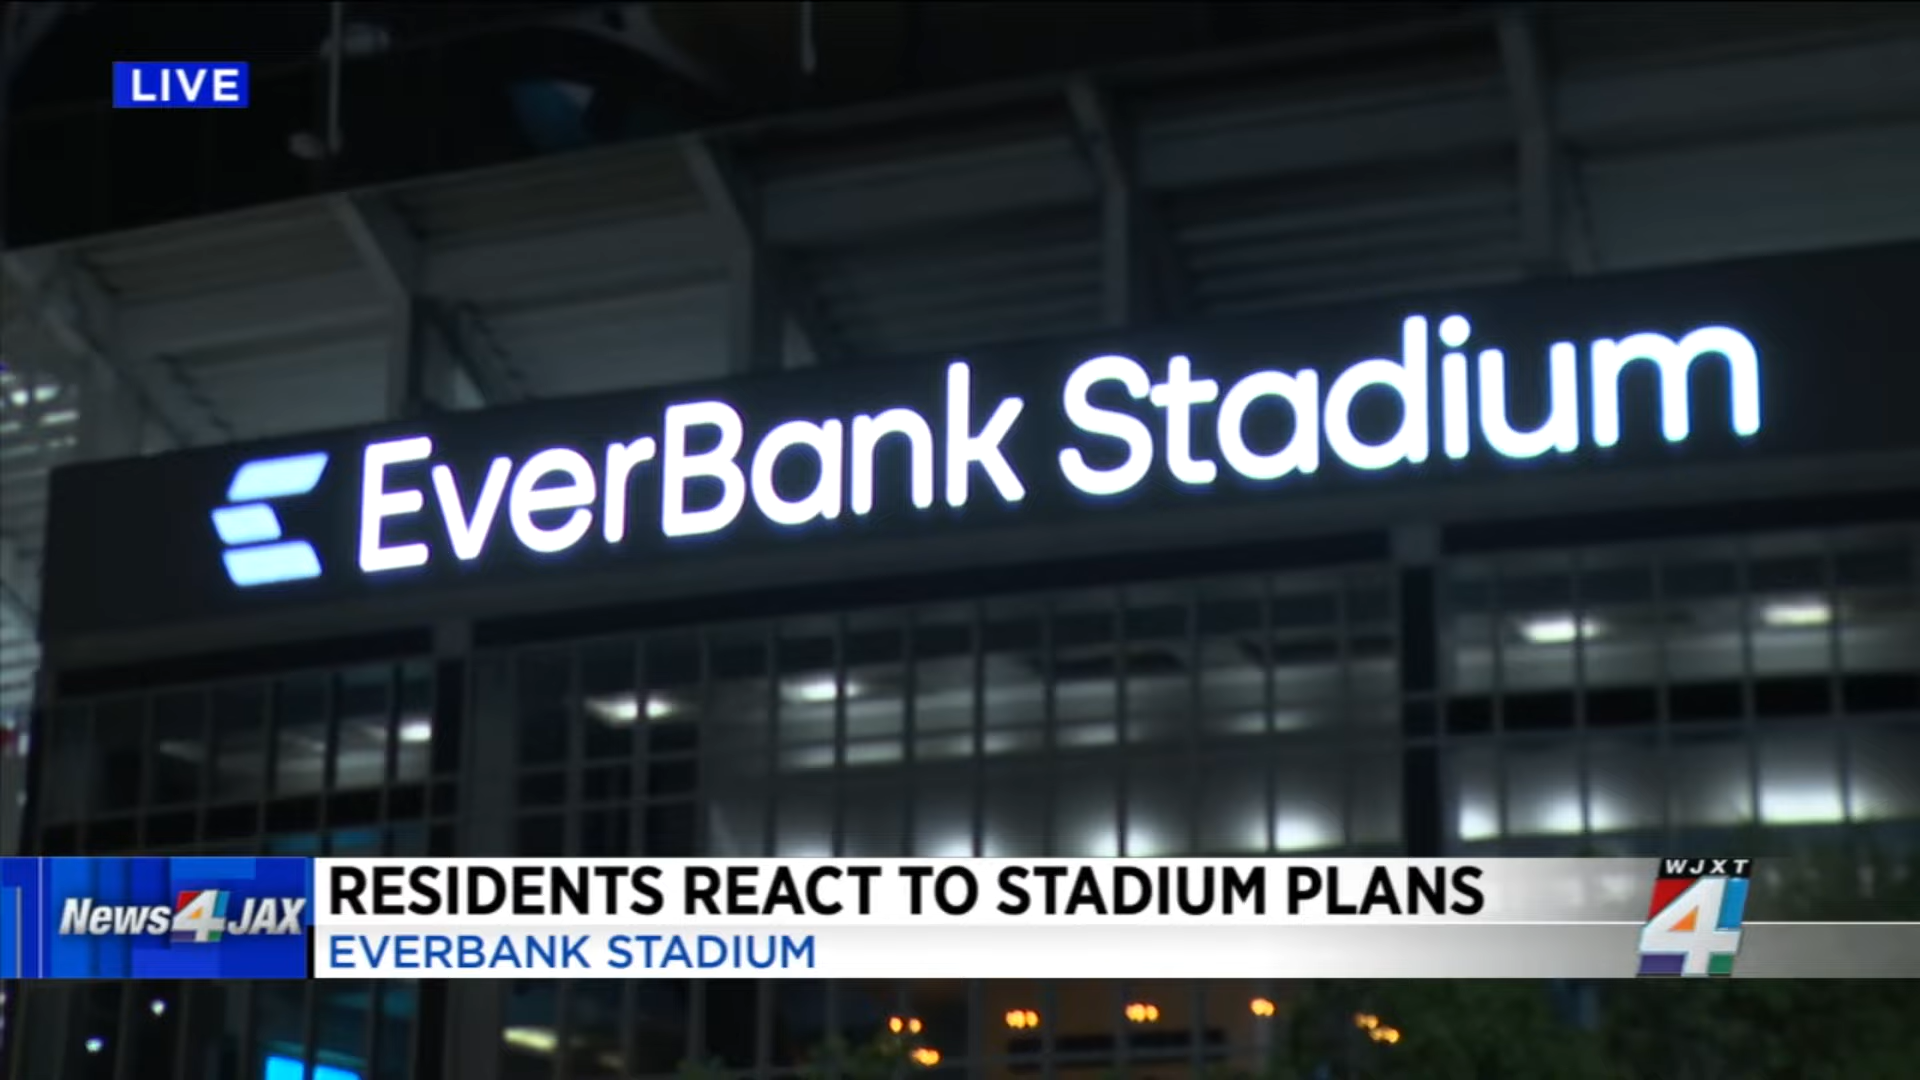 LIVE
EverBank Stadium
News4JAX
RESIDENTS REACT TO STADIUM PLANS
EVERBANK STADIUM
WJXT
4